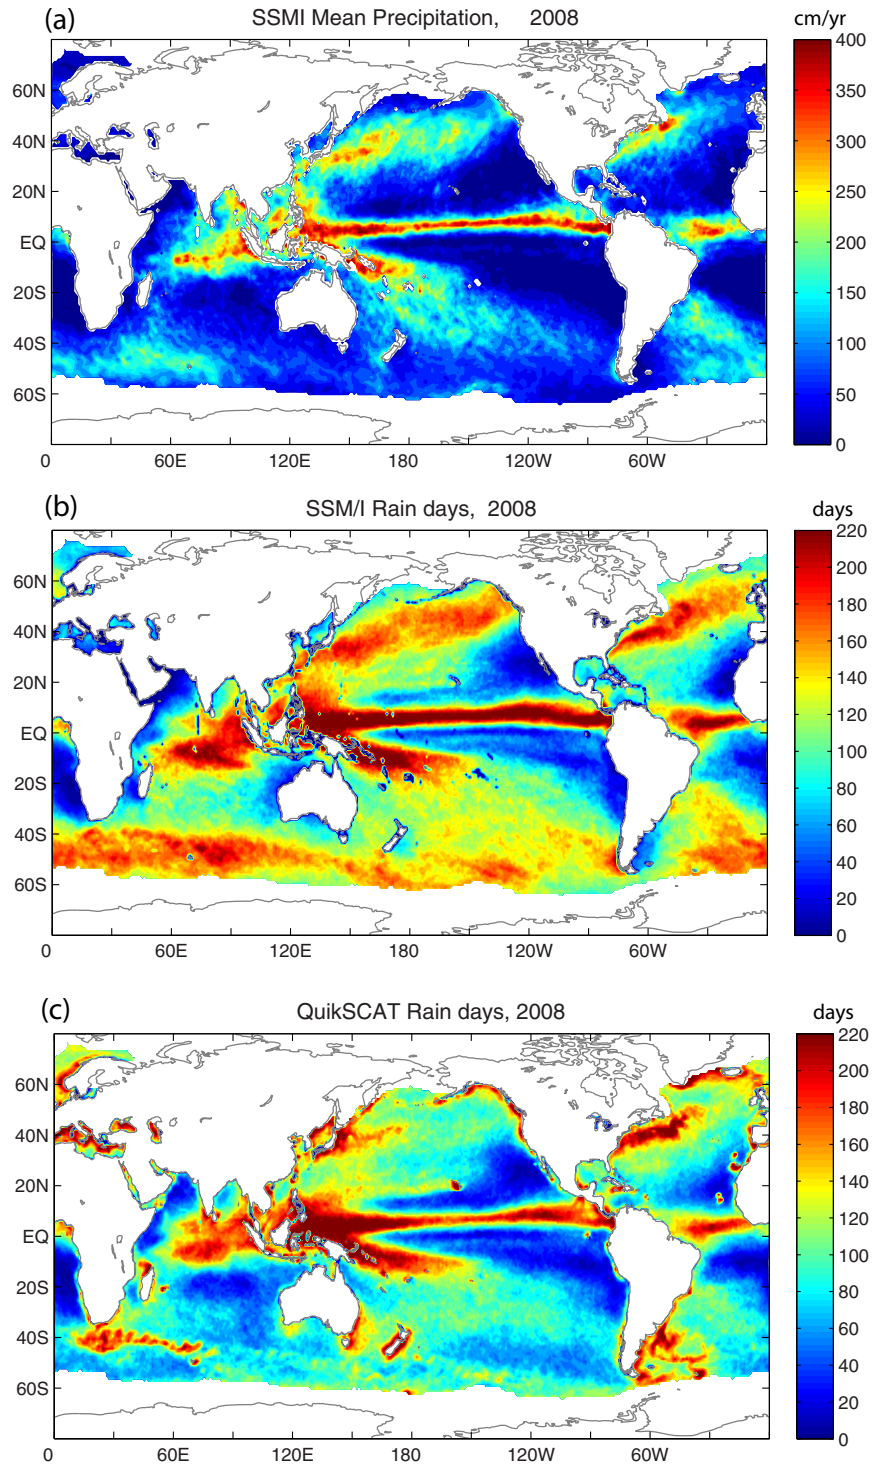 (a) SSMI Mean Precipitation, 2008 cm/yr
400
350
300
250
200
150
100
50
0
60N
40N
20N
EQ
20S
40S
60S
0 60E 120E 180 120W 60W
(b) SSM/I Rain days, 2008 days
220
200
180
160
140
120
100
80
60
40
20
0
60N
40N
20N
EQ
20S
40S
60S
0 60E 120E 180 120W 60W
(c) QuikSCAT Rain days, 2008 days
220
200
180
160
140
120
100
80
60
40
20
0
60N
40N
20N
EQ
20S
40S
60S
0 60E 120E 180 120W 60W